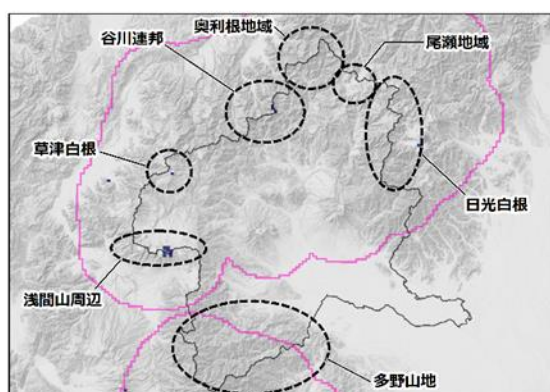 奥利根地域
谷川連邦
尾瀬地域
草津白根
日光白根
浅間山周辺
多野山地